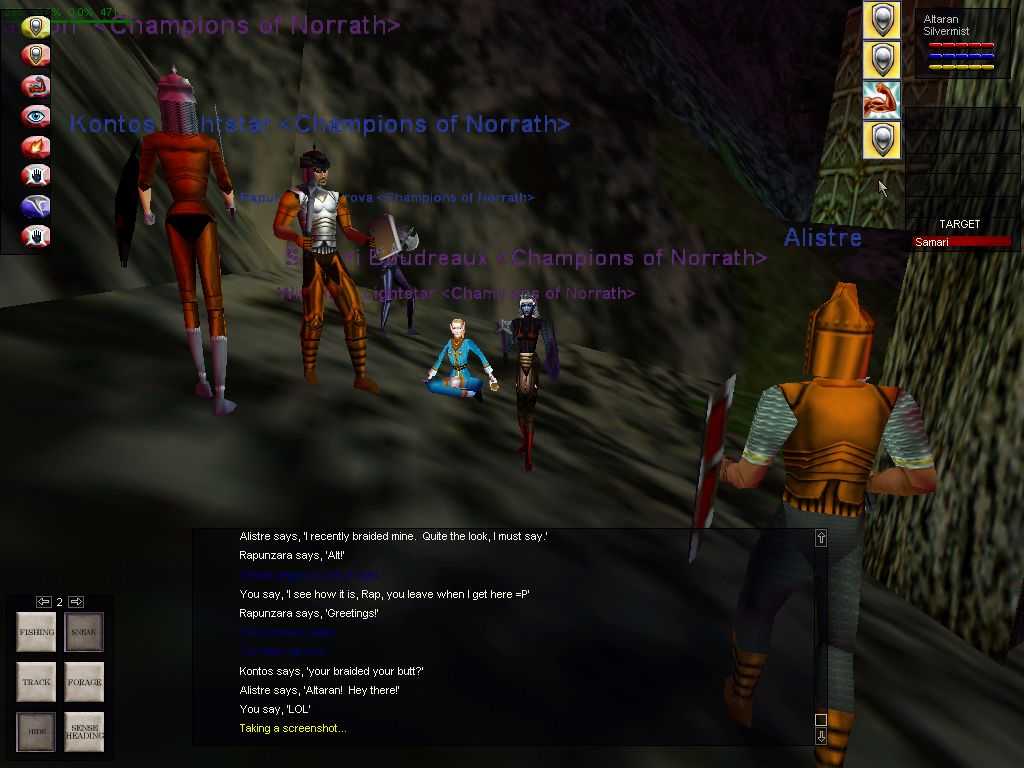 <Champions of Norrath>
Altaran
Silvermist
Kontos ghtstar <Champions of Norrath>
<Champions of Norrath>
TARGET
Samari
Alistre
Boudreaux <Champions of Norrath>
ghtstar <Champions of Norrath>
Alistre says, 'I recently braided mine.  Quite the look, I must say.'
Rapunzara says, 'Alt!'
You say, 'I see how it is, Rap, you leave when I get here =P'
Rapunzara says, 'Greetings!'
Kontos says, 'your braided your butt?'
Alistre says, 'Altaran!  Hey there!'
You say, 'LOL'
Taking a screenshot...
2
FISHING SNEAK
TRACK FORAGE
HIDE SENSE HEADING